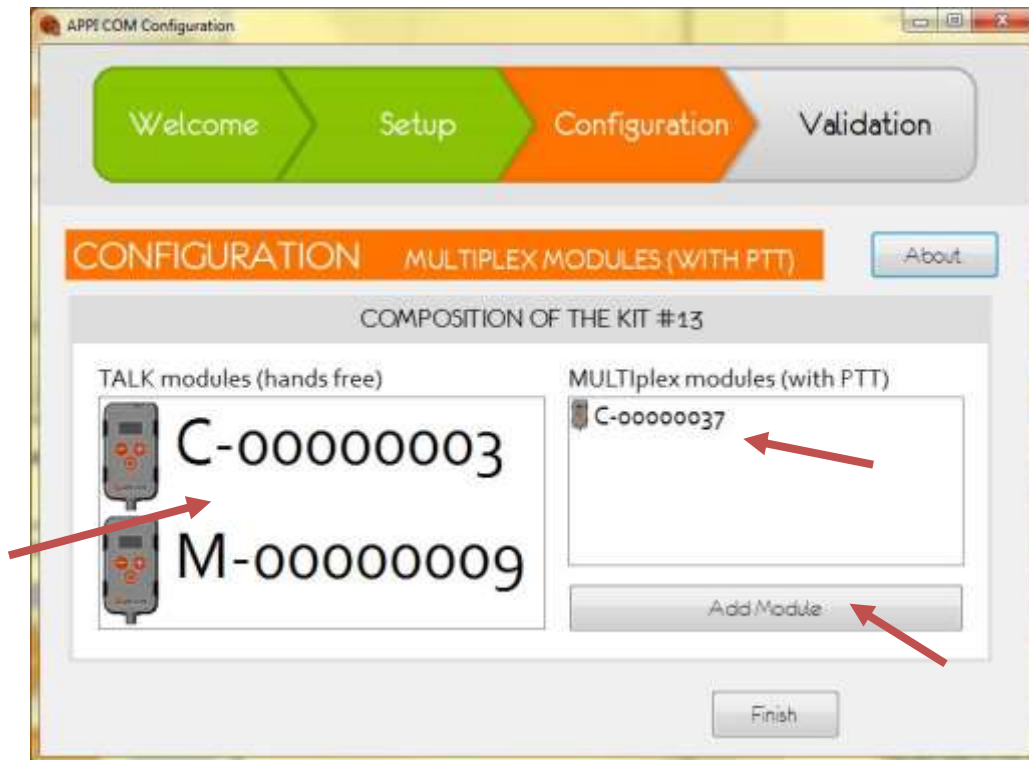 APPI COM Configuration
Welcome
Setup
Configuration
Validation
CONFIGURATION MULTIPLEX MODULES (WITH PTT)
About
COMPOSITION OF THE KIT #13
TALK modules (hands free)
C-00000003
M-00000009
MULTIplex modules (with PTT)
C-00000037
Add Module
Finish